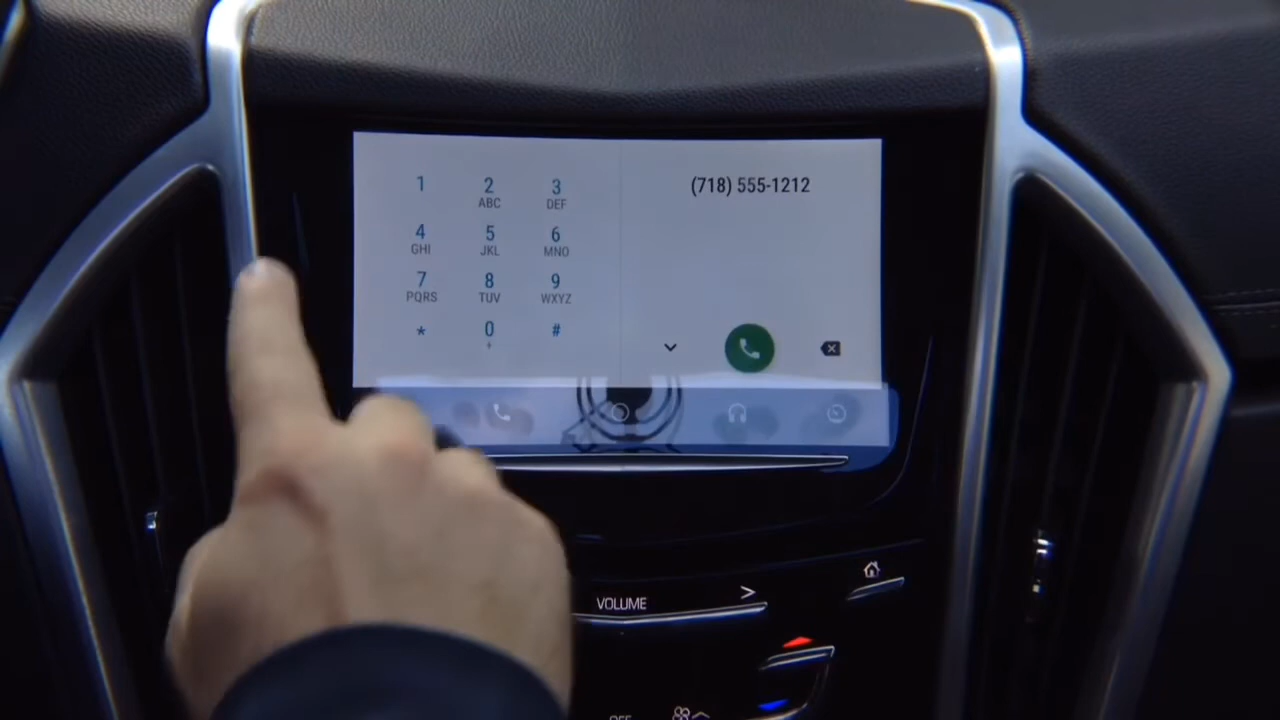 1 2 3 (718) 555-1212
ABC DEF
4 5 6
GHI JKL MNO
7 8 9
PQRS TUV WXYZ
* 0 #
+
VOLUME >